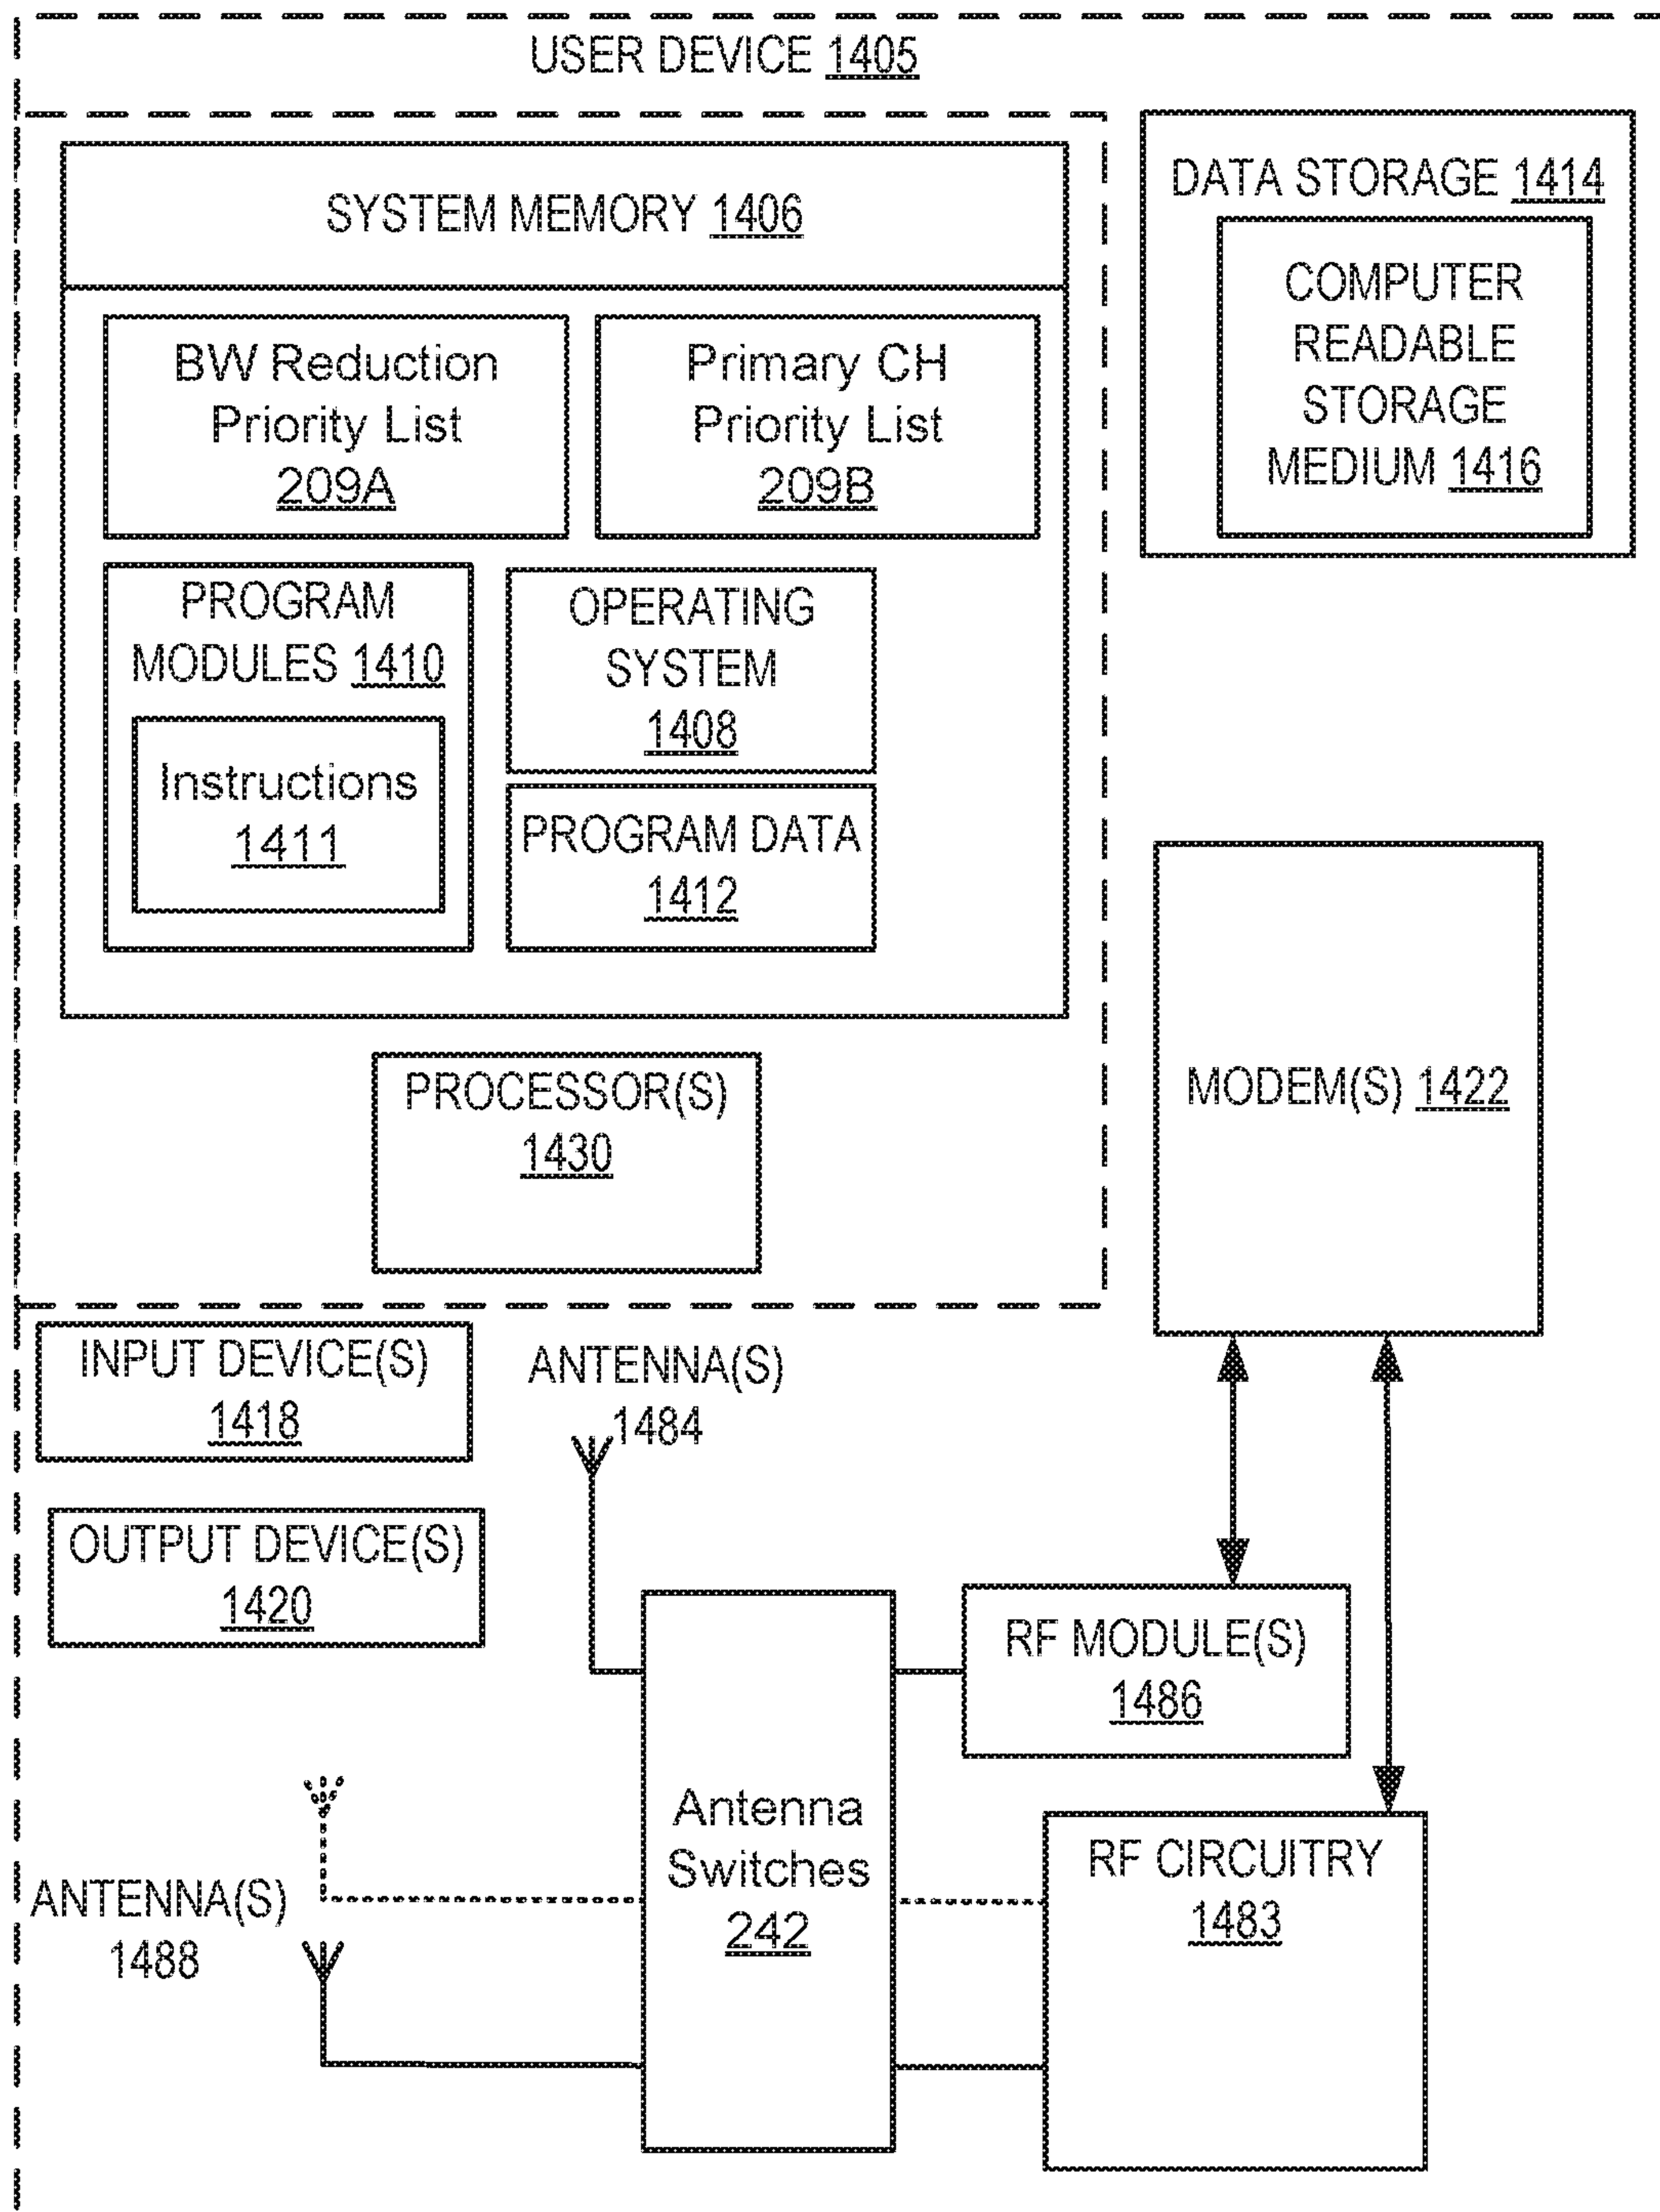 USER DEVICE 1405
SYSTEM MEMORY 1406
BW Reduction
Priority List
209A
Primary CH
Priority List
209B
PROGRAM
MODULES 1410
Instructions
1411
OPERATING
SYSTEM
1408
PROGRAM DATA
1412
PROCESSOR(S)
1430
DATA STORAGE 1414
COMPUTER
READABLE
STORAGE
MEDIUM 1416
MODEM(S) 1422
INPUT DEVICE(S)
1418
OUTPUT DEVICE(S)
1420
ANTENNA(S)
1484
ANTENNA(S)
1488
Antenna
Switches
242
RF MODULE(S)
1486
RF CIRCUITRY
1483